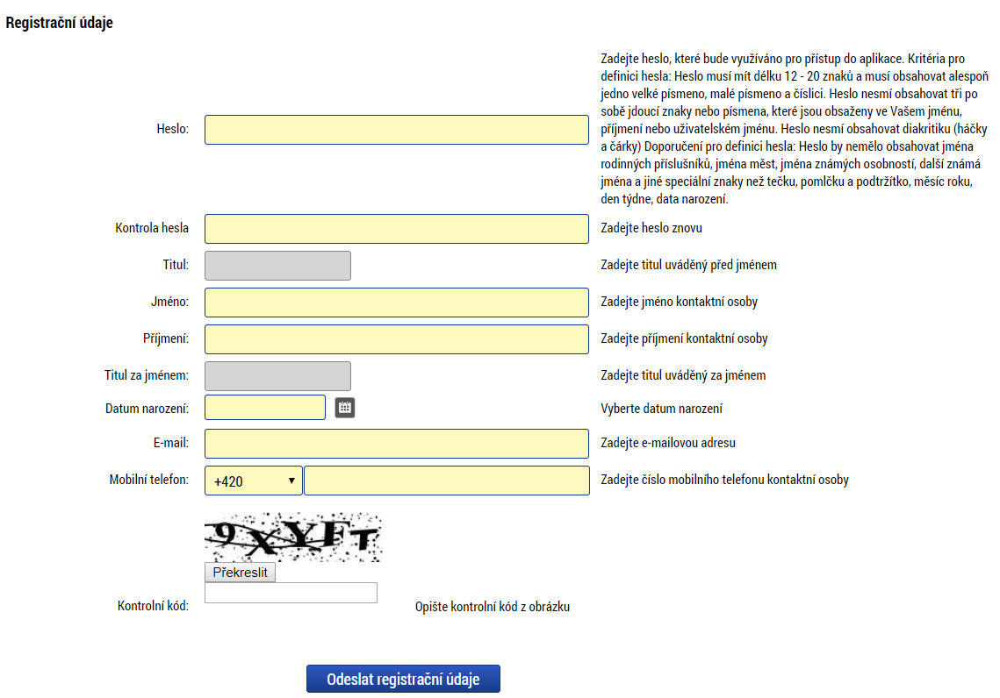 Registrační údaje
Zadejte heslo, které bude využíváno pro přístup do aplikace. Kritéria pro
definici hesla: Heslo musí mít délku 12 - 20 znaků a musí obsahovat alespoň
jedno velké písmeno, malé písmeno a číslici. Heslo nesmí obsahovat tři po
sobě jdoucí znaky nebo písmena, které jsou obsaženy ve Vašem jménu,
příjmení nebo uživatelském jménu. Heslo nesmí obsahovat diakritiku (háčky
a čárky) Doporučení pro definici hesla: Heslo by nemělo obsahovat jména
rodinných příslušníků, jména měst, jména známých osobností, další známá
jména a jiné speciální znaky než tečku, pomlčku a podtržítko, měsíc roku,
den týdne, data narození.
Heslo:
Kontrola hesla Zadejte heslo znovu
Titul: Zadejte titul uváděný před jménem
Jméno: Zadejte jméno kontaktní osoby
Příjmení: Zadejte příjmení kontaktní osoby
Titul za jménem: Zadejte titul uváděný za jménem
Datum narození: Vyberte datum narození
E-mail: Zadejte e-mailovou adresu
Mobilní telefon: +420 Zadejte číslo mobilního telefonu kontaktní osoby
9XYFT
Překreslit
Kontrolní kód: Opište kontrolní kód z obrázku
Odeslat registrační údaje